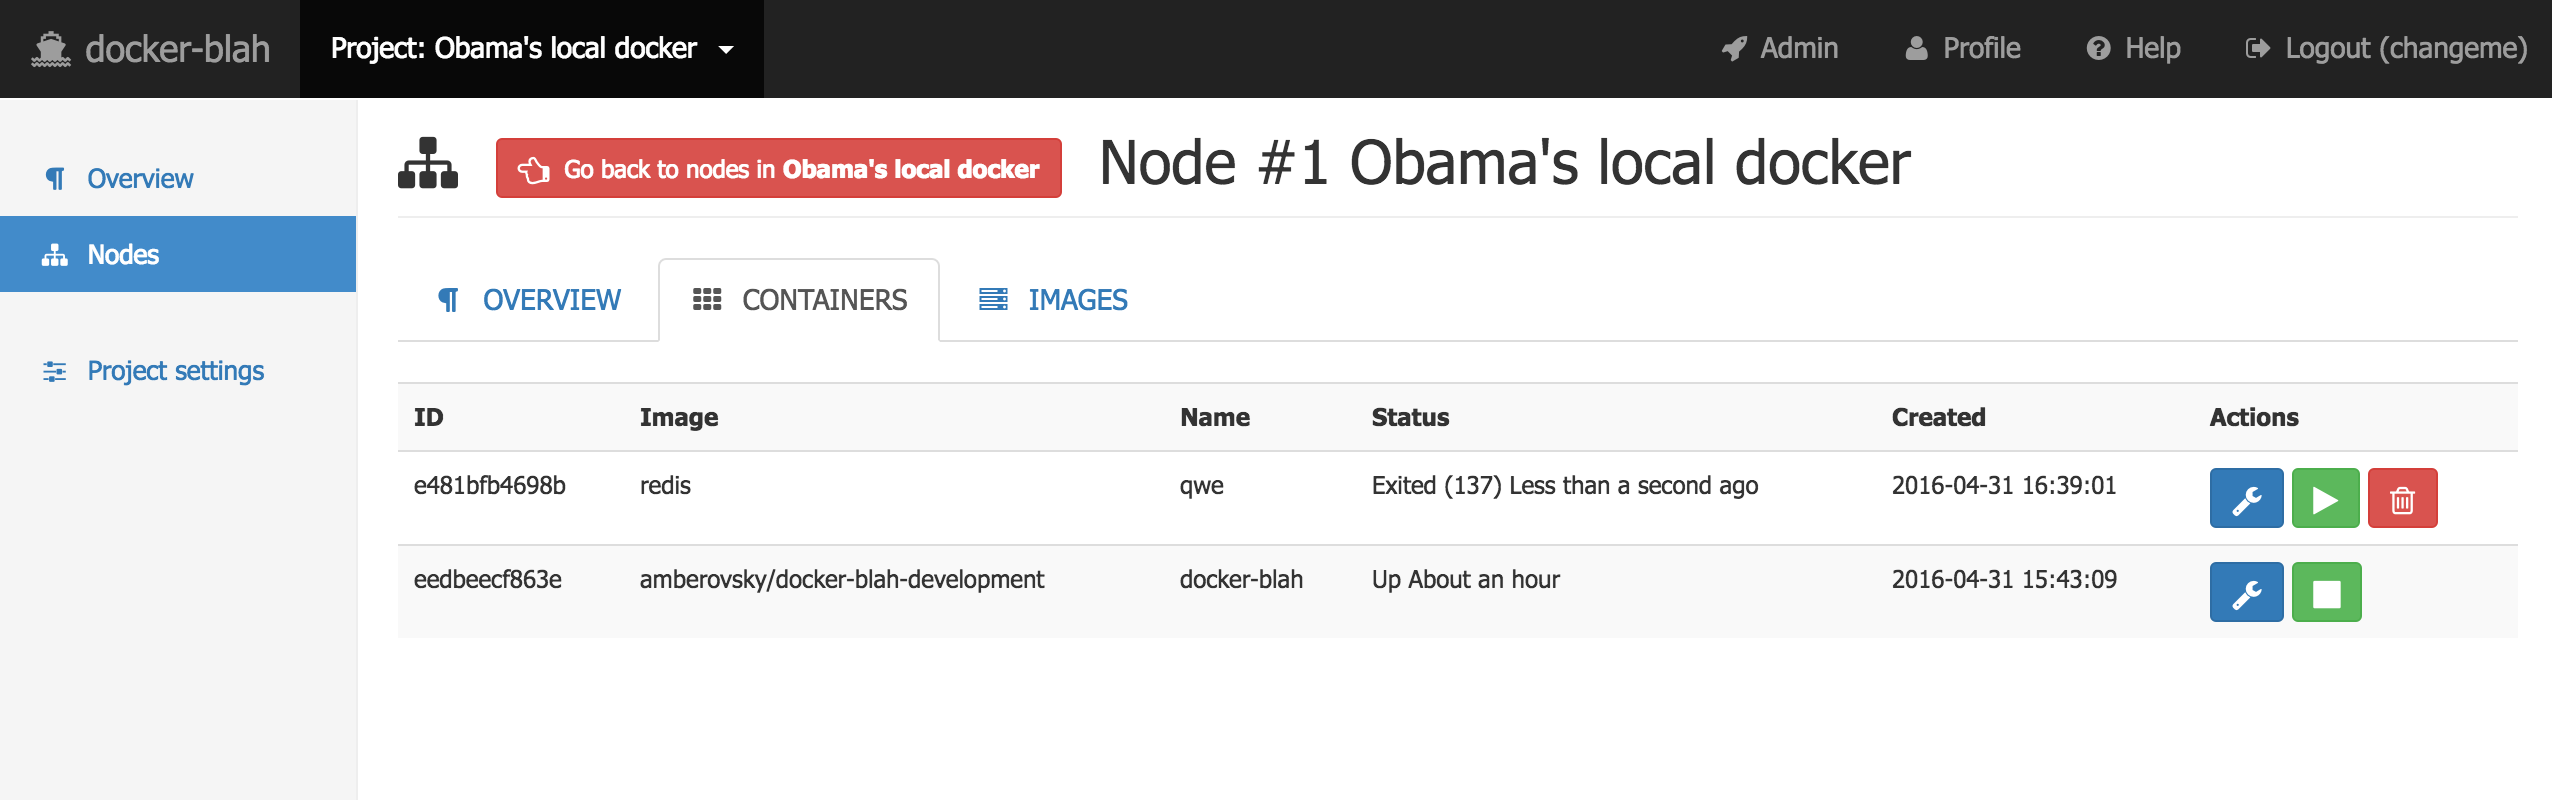 docker-blah
Project: Obama's local docker
Admin
Profile
Help
Logout (changeme)
Overview
Nodes
Project settings
Go back to nodes in Obama's local docker
Node #1 Obama's local docker
OVERVIEW
CONTAINERS
IMAGES
ID Image Name Status Created Actions
e481bfb4698b redis qwe Exited (137) Less than a second ago 2016-04-31 16:39:01
eedbeecf863e amberovsky/docker-blah-development docker-blah Up About an hour 2016-04-31 15:43:09